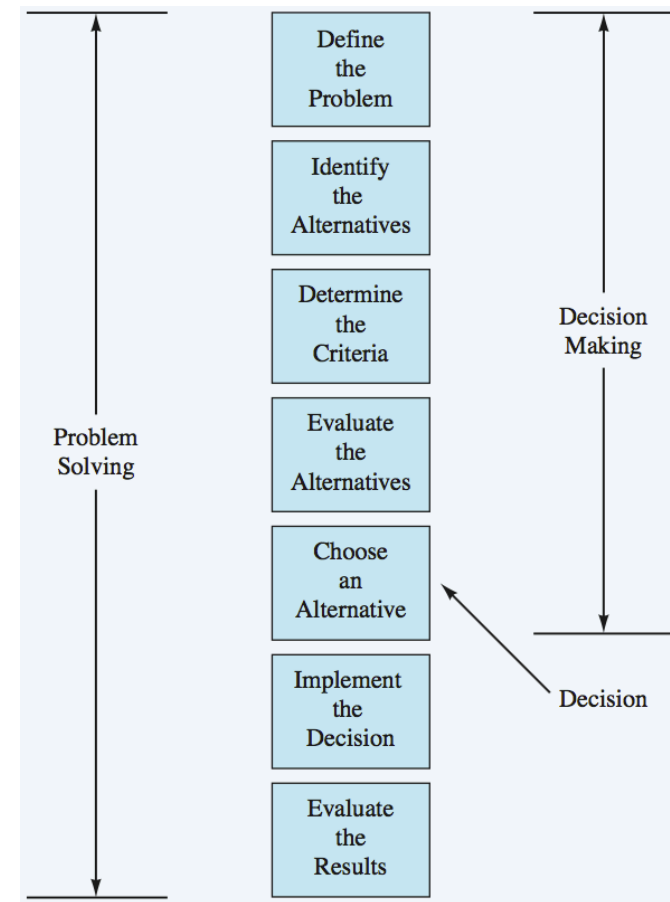 Define
the
Problem
Identify
the
Alternatives
Determine
the
Criteria
Evaluate
the
Alternatives
Choose
an
Alternative
Implement
the
Decision
Evaluate
the
Results
Problem
Solving
Decision
Making
Decision